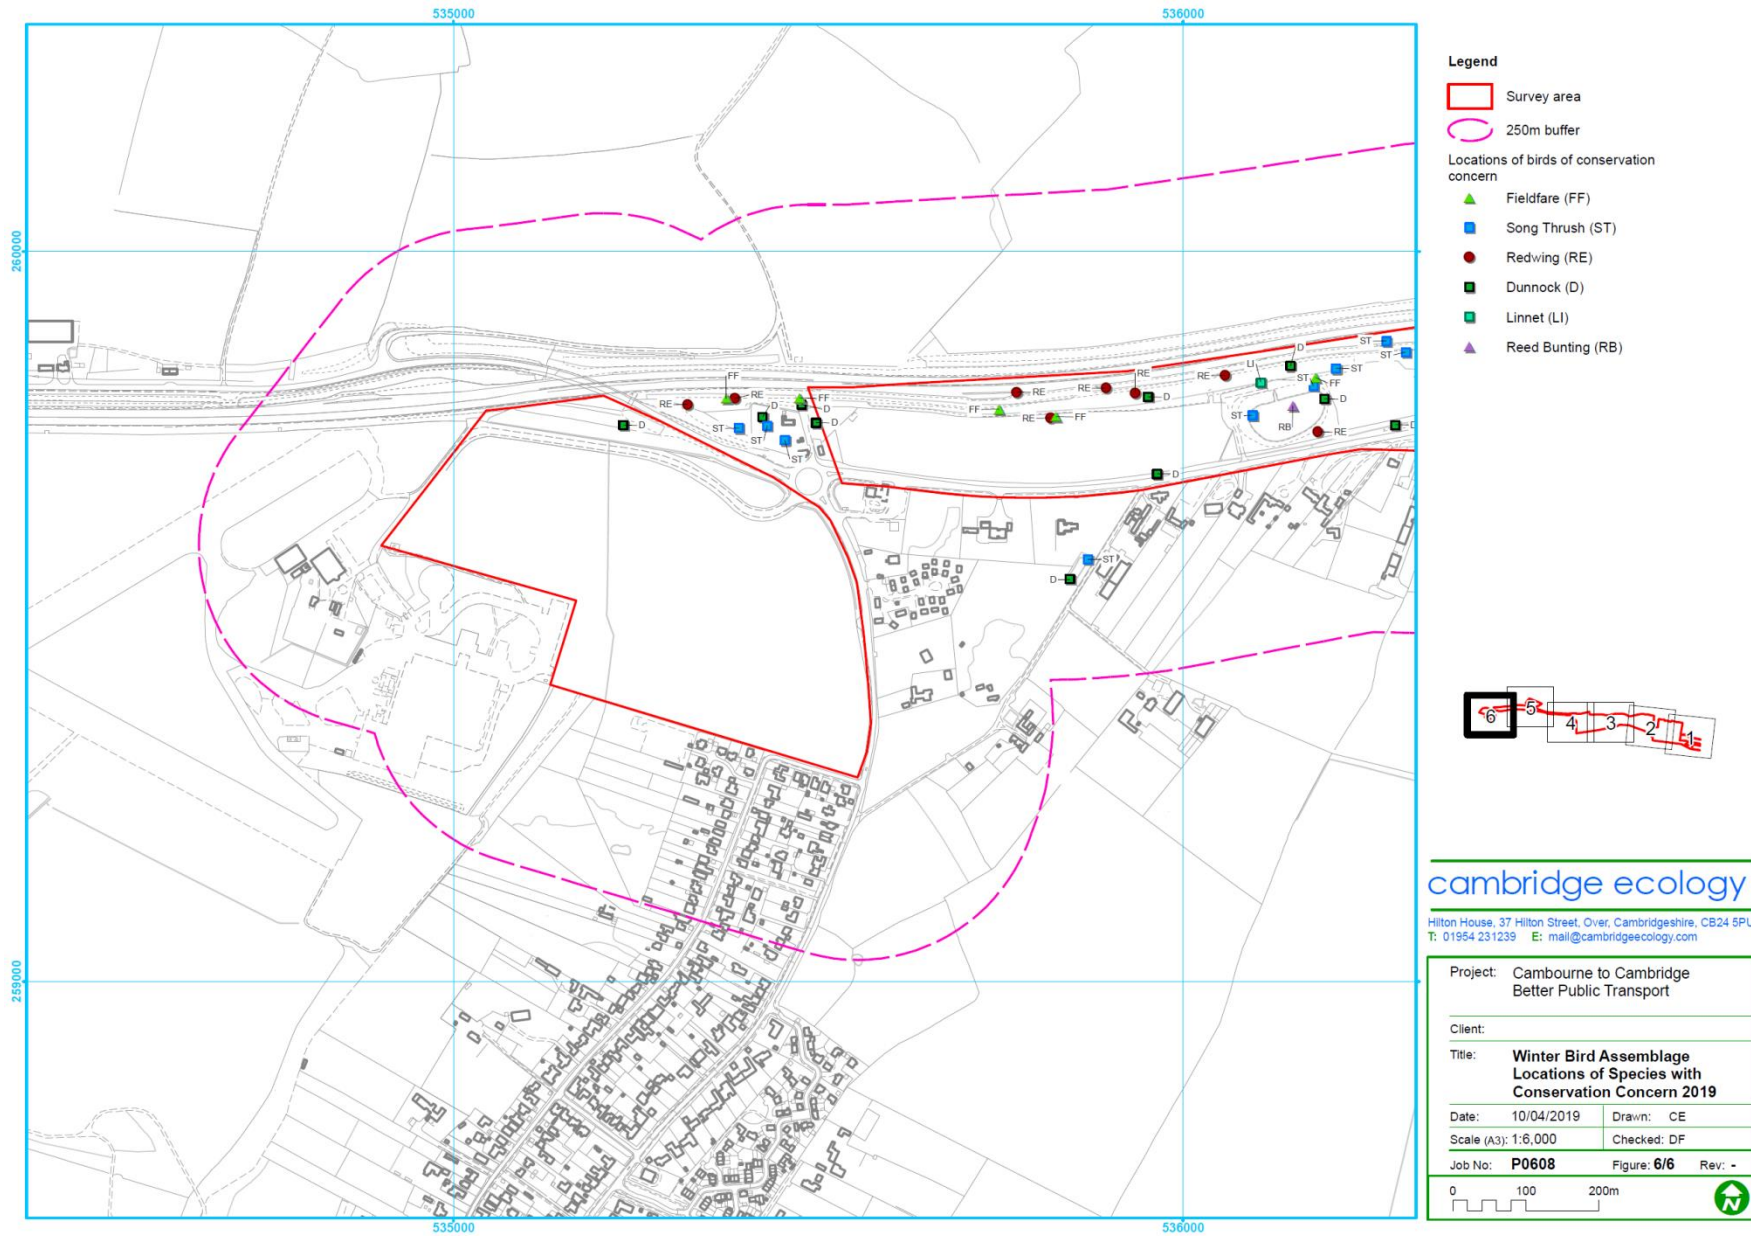 535000
536000
Legend
Survey area
250m buffer
Locations of birds of conservation
concern
Fieldfare (FF)
Song Thrush (ST)
Redwing (RE)
Dunnock (D)
Linnet (LI)
Reed Bunting (RB)
260000
259000
ST
ST
D
RE
LI
ST
ST
FF
D
RE
RE
RE
D
FF
RE
FF
ST
RB
RE
D
FF
RE
RE
FF
D
D
D
D
ST
ST
ST
D
ST
D
6
5
4
3
2
1
cambridge ecology
Hilton House, 37 Hilton Street, Over, Cambridgeshire, CB24 5PU
T: 01954 231239 E: mail@cambridgeecology.com
Project: Cambourne to Cambridge
Better Public Transport
Client:
Title: Winter Bird Assemblage
Locations of Species with
Conservation Concern 2019
Date: 10/04/2019 Drawn: CE
Scale (A3): 1:6,000 Checked: DF
Job No: P0608 Figure: 6/6 Rev: -
0 100 200m
N
535000
536000